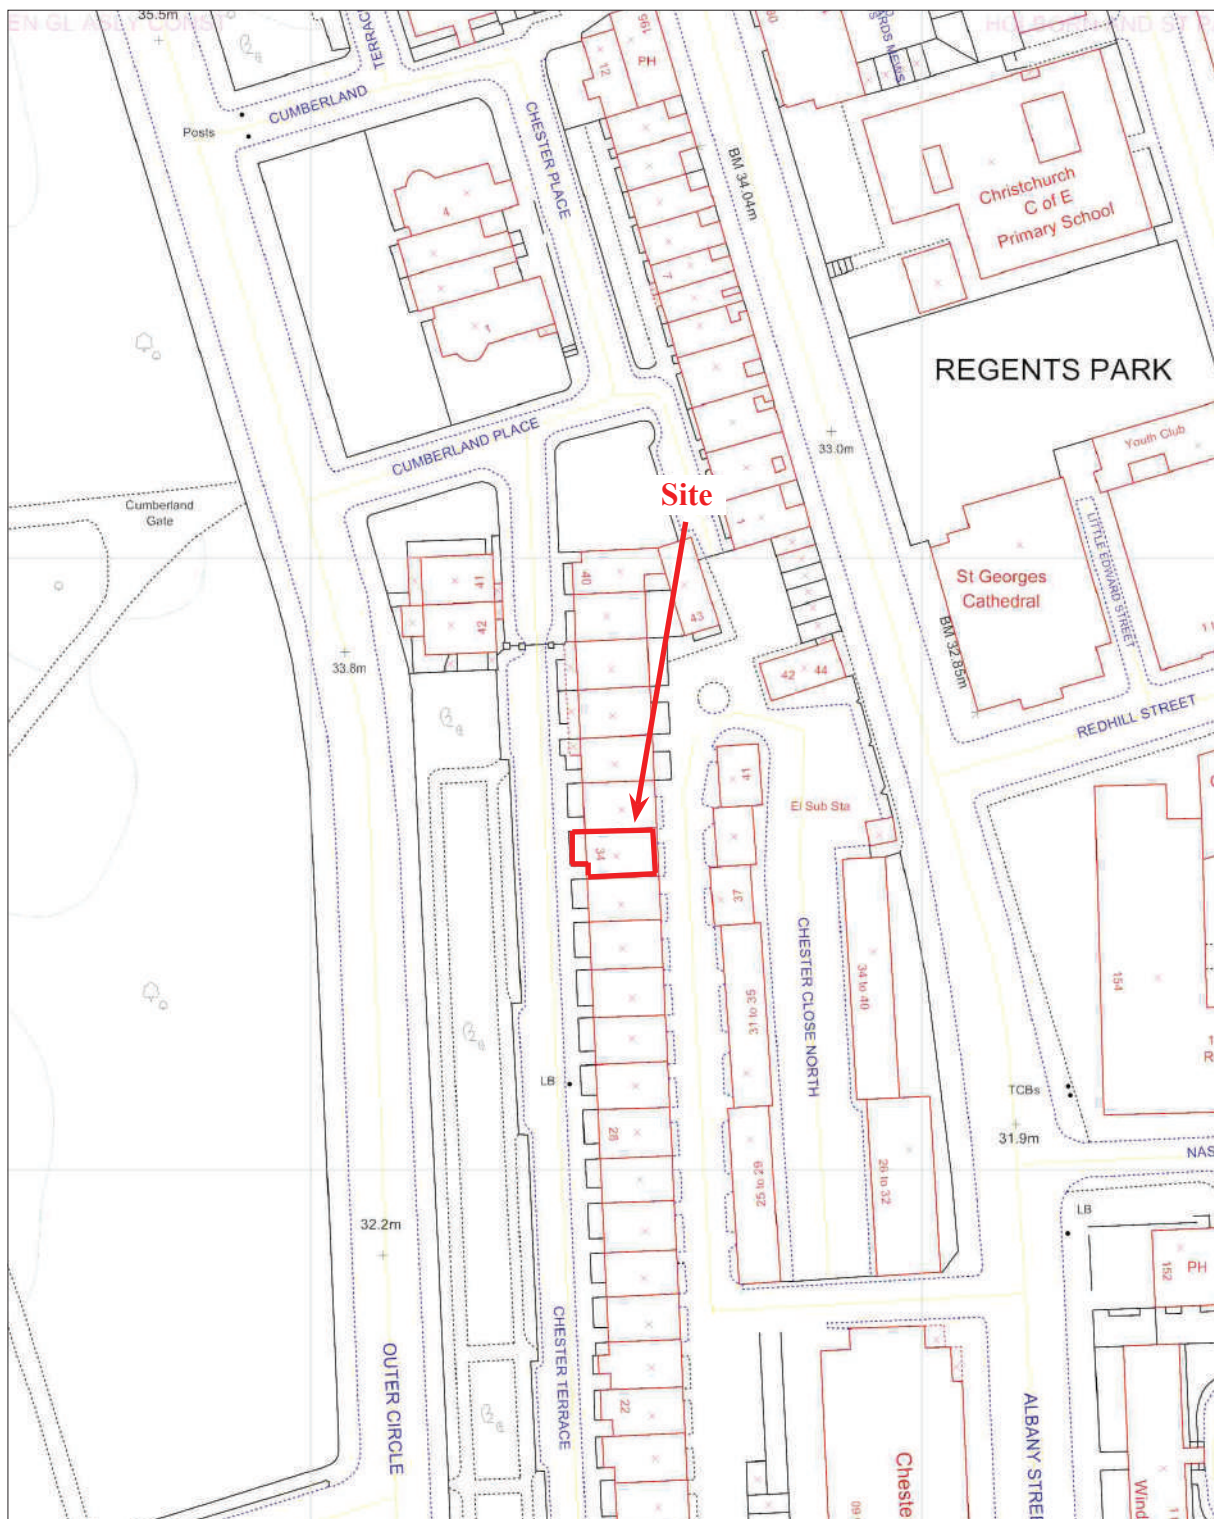 35.5m
TERRACE
195
PH
12
CUMBERLAND
Posts
CHESTER PLACE
BM 34.04m
Christchurch
C of E
Primary School
4
7
1
REGENTS PARK
CUMBERLAND PLACE
33.0m
Youth Club
Site
Cumberland
Gate
1
LITTLE EDWARD STREET
St Georges
Cathedral
40
41
42
43
BM 32.85m
33.8m
42
44
REDHILL STREET
41
El Sub Sta
34
37
CHESTER CLOSE NORTH
34 to 40
154
31 to 35
LB
TCBs
28
31.9m
NAS
25 to 29
26 to 32
LB
32.2m
152
PH
CHESTER TERRACE
OUTER CIRCLE
22
ALBANY STREE
Cheste
Wind